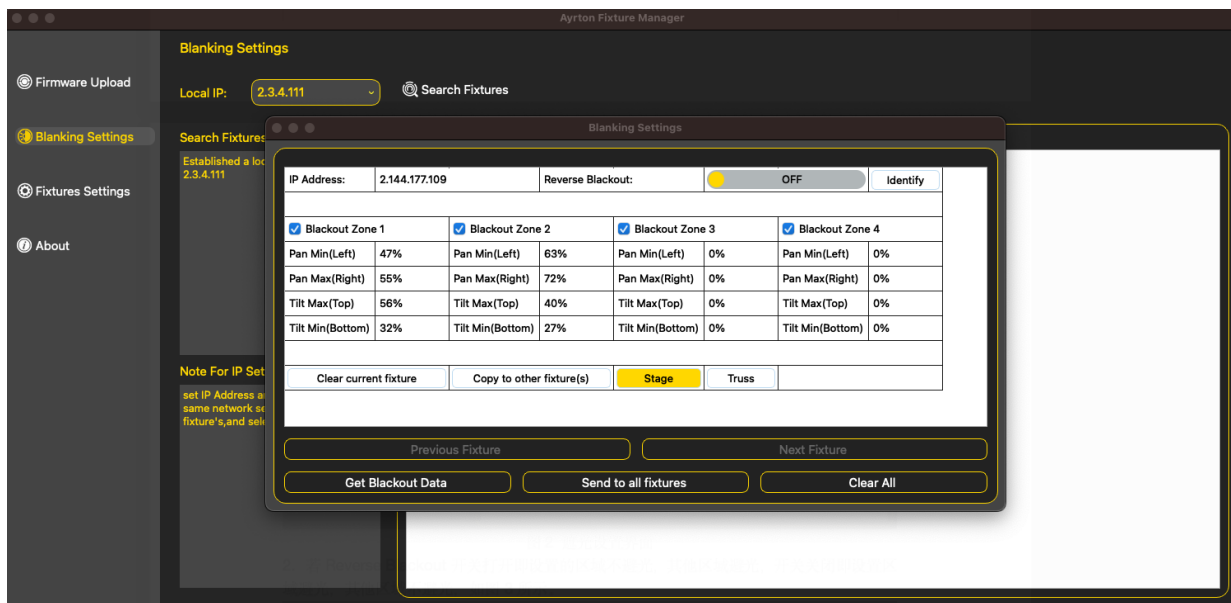 Ayrton Fixture Manager
Blanking Settings
Firmware Upload
Local IP: 2.3.4.111 Search Fixtures
Blanking Settings
Search Fixtures
Blanking Settings
Established a
2.3.4.111
IP Address: 2.144.177.109 Reverse Blackout: OFF Identify
Fixtures Settings
Blackout Zone 1 Blackout Zone 2 Blackout Zone 3 Blackout Zone 4
About
Pan Min(Left) 47% Pan Min(Left) 63% Pan Min(Left) 0% Pan Min(Left) 0%
Pan Max(Right) 55% Pan Max(Right) 72% Pan Max(Right) 0% Pan Max(Right) 0%
Tilt Max(Top) 56% Tilt Max(Top) 40% Tilt Max(Top) 0% Tilt Max(Top) 0%
Tilt Min(Bottom) 32% Tilt Min(Bottom) 27% Tilt Min(Bottom) 0% Tilt Min(Bottom) 0%
Note For IP Set
Clear current fixture Copy to other fixture(s) Stage Truss
set IP Address
same network
fixture's,and
Previous Fixture Next Fixture
Get Blackout Data Send to all fixtures Clear All